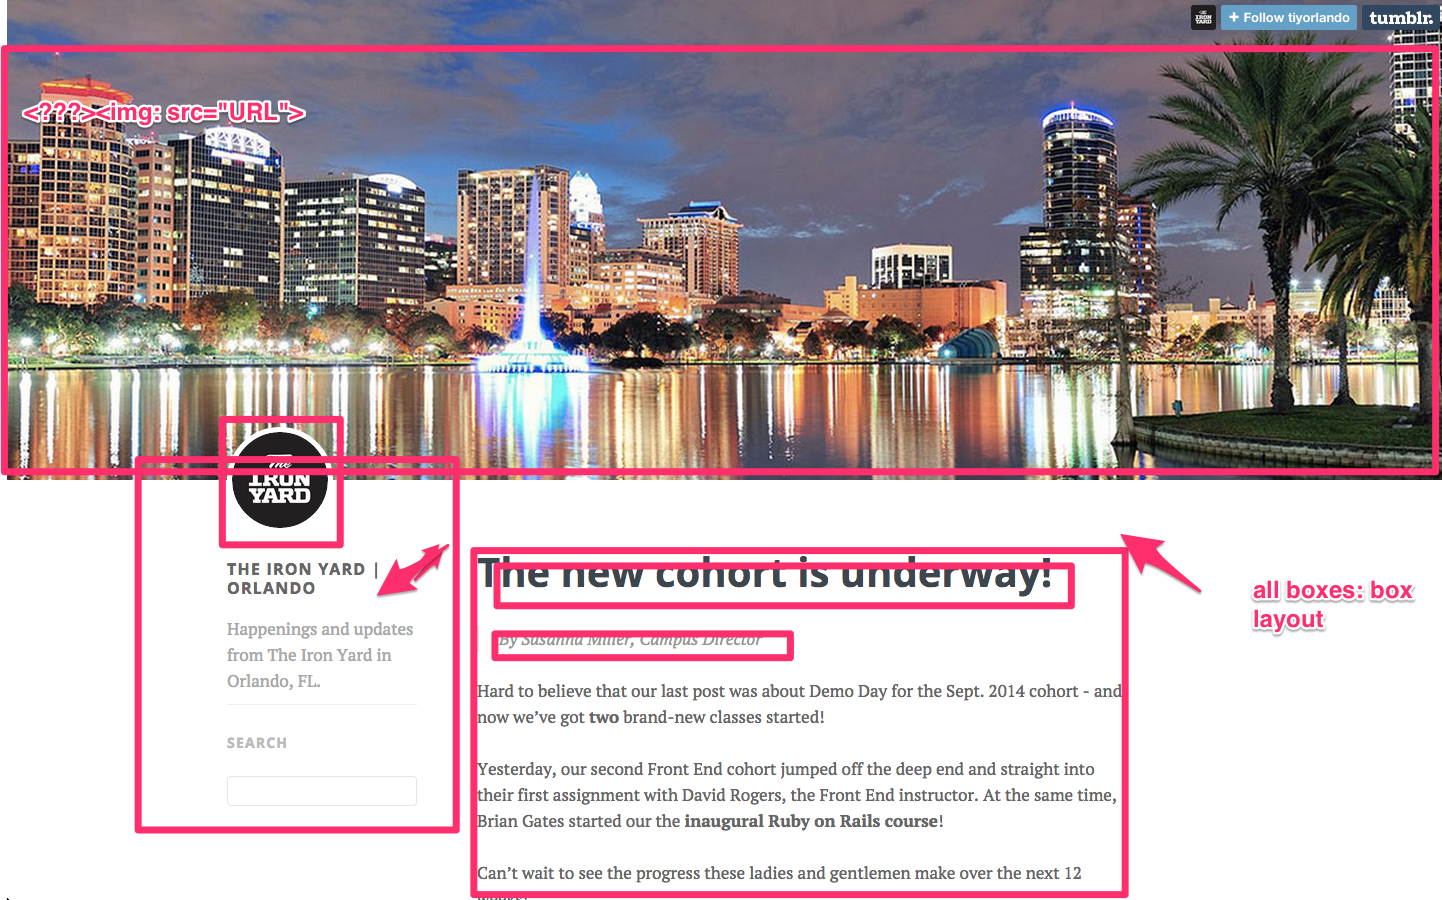 THE IRON YARD
+ Follow tiyorlando
tumblr.
<???><img: src="URL">
The
IRON
YARD
THE IRON YARD |
ORLANDO
Happenings and updates
from The Iron Yard in
Orlando, FL.
SEARCH
The new cohort is underway!
By Susanna Miller, Campus Director
Hard to believe that our last post was about Demo Day for the Sept. 2014 cohort - and
now we've got two brand-new classes started!
Yesterday, our second Front End cohort jumped off the deep end and straight into
their first assignment with David Rogers, the Front End instructor. At the same time,
Brian Gates started our the inaugural Ruby on Rails course!
Can't wait to see the progress these ladies and gentlemen make over the next 12
all boxes: box
layout